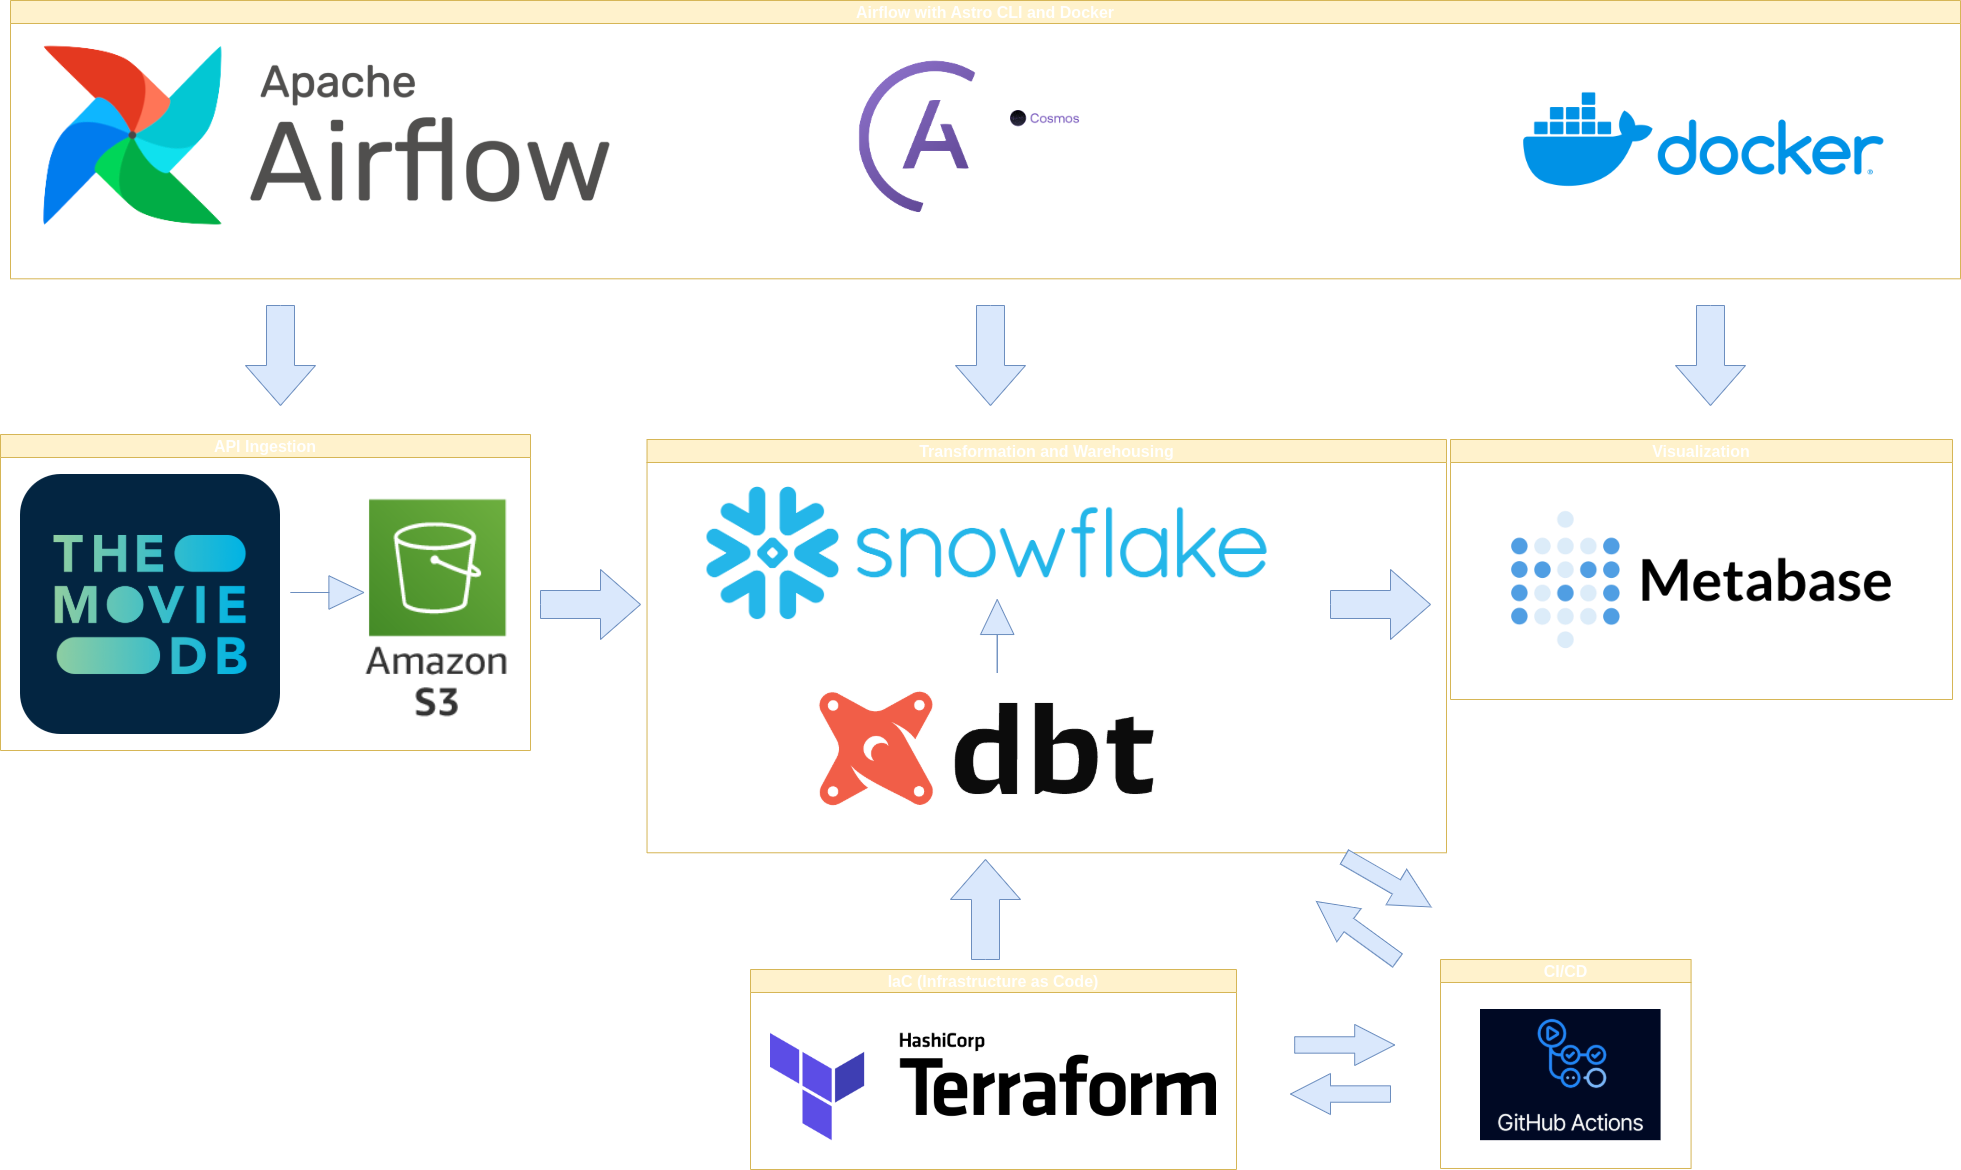 Airflow with Astro CLI and Docker
Apache
Airflow
Cosmos
docker
API Ingestion
THE
MOVIE
DB
Amazon
S3
Transformation and Warehousing
snowflake
dbt
Visualization
Metabase
IaC (Infrastructure as Code)
HashiCorp
Terraform
CI/CD
GitHub Actions